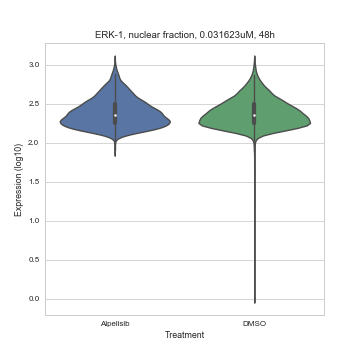 ERK-1, nuclear fraction, 0.031623uM, 48h
Expression (log10)
3.0
2.5
2.0
1.5
1.0
0.5
0.0
Alpelisib
DMSO
Treatment